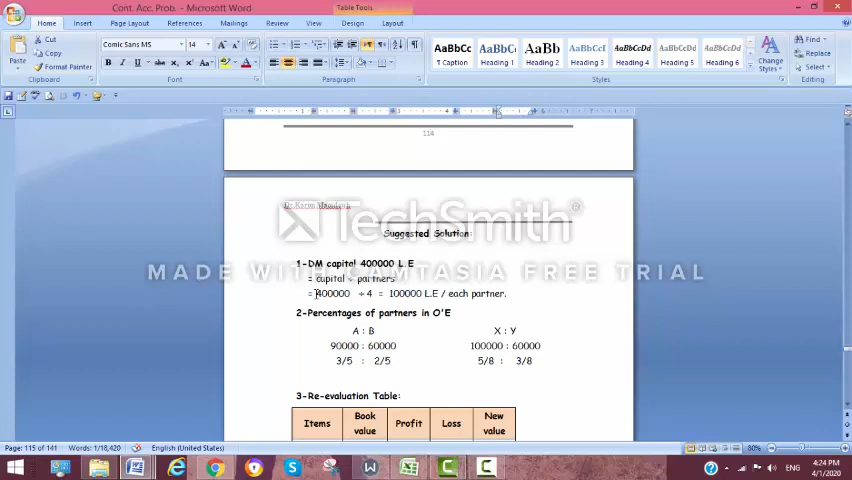 Cont. Acc. Prob. - Microsoft Word
Table Tools
Home Insert Page Layout References Mailings Review View Design Layout
Paste
Cut
Copy
Format Painter
Clipboard
Comic Sans MS 14
Font
Paragraph
AaBbCc AaBbCc AaBb AaBbCcI AaBbCcDd AaBbCcDd AaBbCcDd
¶ Caption Heading 1 Heading 2 Heading 3 Heading 4 Heading 5 Heading 6
Change Styles
Styles
Find
Replace
Select
Editing
114
Dr. Karim Mamdouh
TechSmith
Suggested Solution:
MADE WITH CAMTASIA FREE TRIAL
1-DM capital 400000 L.E
= capital ÷ partners
= 400000 ÷ 4 = 100000 L.E / each partner.
2-Percentages of partners in O'E
A : B X : Y
90000 : 60000 100000 : 60000
3/5 : 2/5 5/8 : 3/8
3-Re-evaluation Table:
Items Book value Profit Loss New value
Page: 115 of 141 Words: 1/18,420 English (United States) 80%
ENG 4:24 PM
4/1/2020